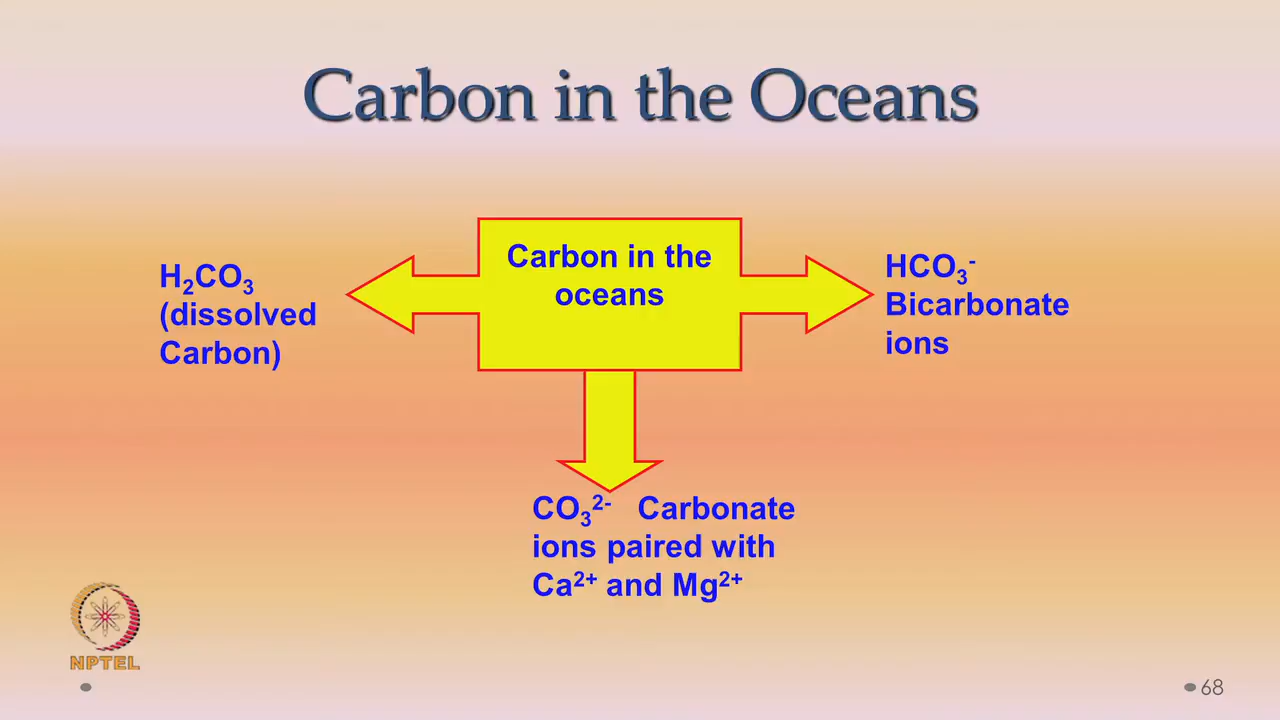 Carbon in the Oceans
Carbon in the
oceans
H₂CO₃
(dissolved
Carbon)
HCO₃⁻
Bicarbonate
ions
CO₃²⁻ Carbonate
ions paired with
Ca²⁺ and Mg²⁺
NPTEL
68